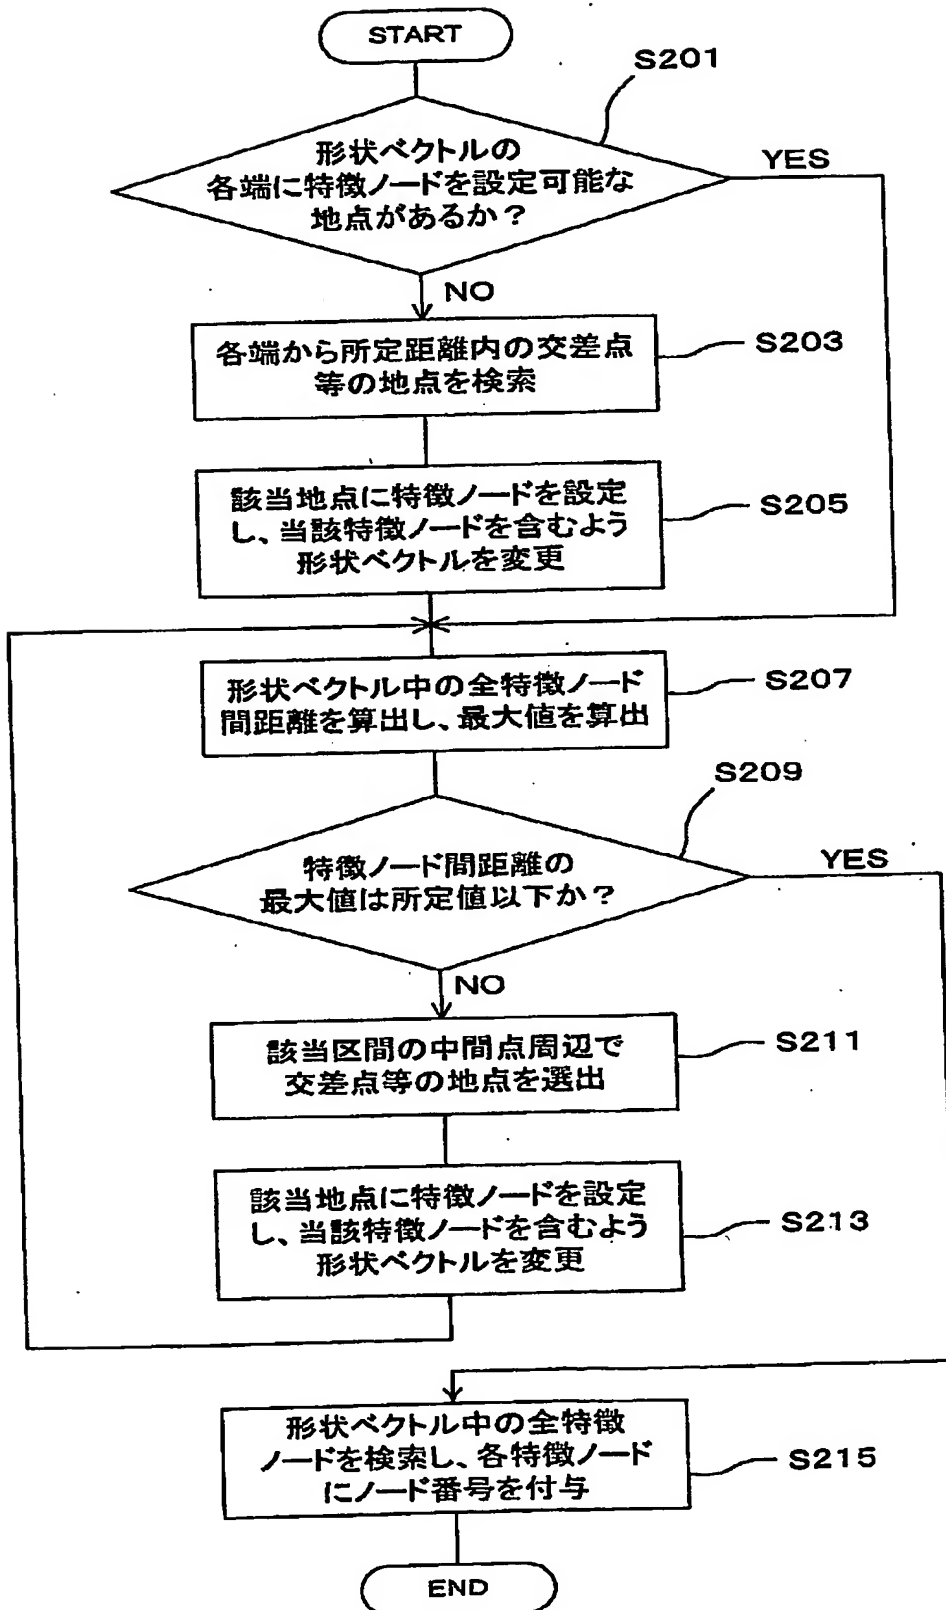 START
S201
形状ベクトルの
各端に特徴ノードを設定可能な
地点があるか？
YES
NO
各端から所定距離内の交差点
等の地点を検索
S203
該当地点に特徴ノードを設定
し、当該特徴ノードを含むよう
形状ベクトルを変更
S205
形状ベクトル中の全特徴ノード
間距離を算出し、最大値を算出
S207
S209
特徴ノード間距離の
最大値は所定値以下か？
YES
NO
該当区間の中間点周辺で
交差点等の地点を選出
S211
該当地点に特徴ノードを設定
し、当該特徴ノードを含むよう
形状ベクトルを変更
S213
形状ベクトル中の全特徴
ノードを検索し、各特徴ノード
にノード番号を付与
S215
END